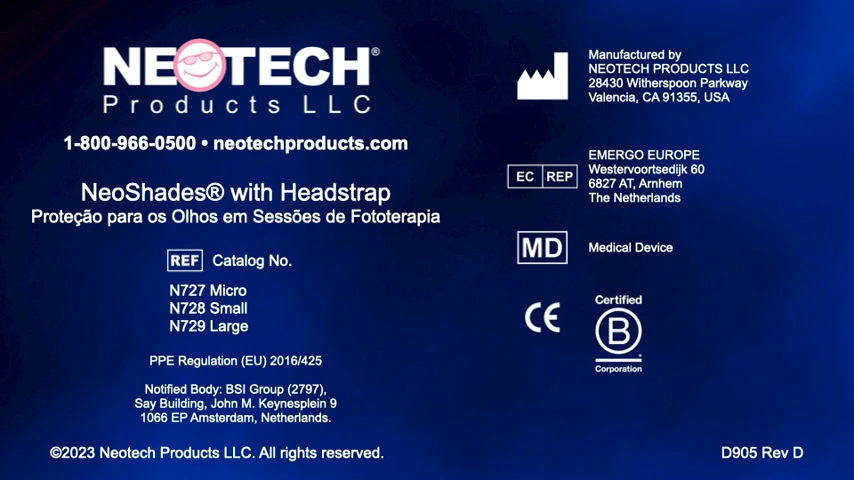 NEOTECH®
Products LLC
1-800-966-0500 • neotechproducts.com
NeoShades® with Headstrap
Proteção para os Olhos em Sessões de Fototerapia
REF Catalog No.
N727 Micro
N728 Small
N729 Large
PPE Regulation (EU) 2016/425
Notified Body: BSI Group (2797),
Say Building, John M. Keynesplein 9
1066 EP Amsterdam, Netherlands.
Manufactured by
NEOTECH PRODUCTS LLC
28430 Witherspoon Parkway
Valencia, CA 91355, USA
EC REP
EMERGO EUROPE
Westervoortsedijk 60
6827 AT, Arnhem
The Netherlands
MD Medical Device
CE
Certified
B
Corporation
©2023 Neotech Products LLC. All rights reserved.
D905 Rev D